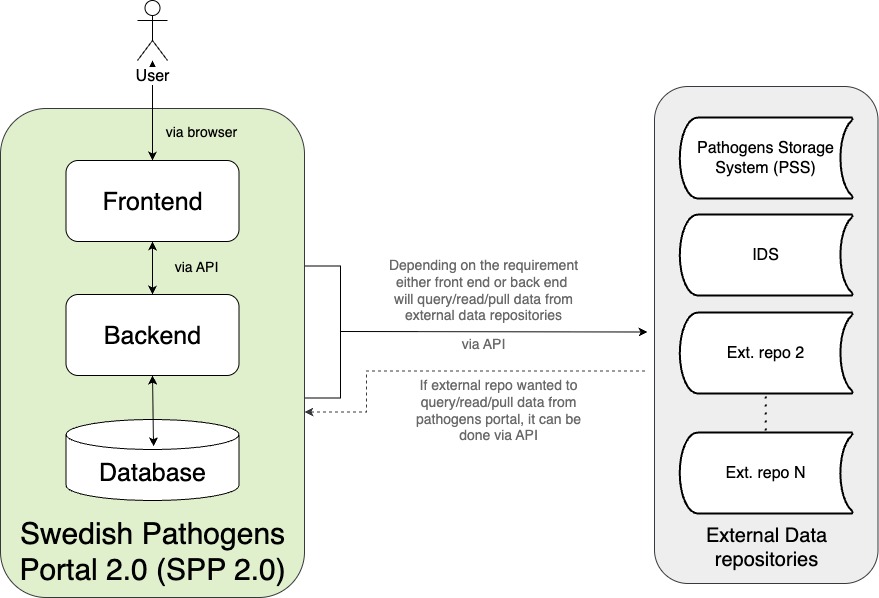 User
via browser
Frontend
via API
Backend
Database
Swedish Pathogens
Portal 2.0 (SPP 2.0)
Depending on the requirement
either front end or back end
will query/read/pull data from
external data repositories
via API
If external repo wanted to
query/read/pull data from
pathogens portal, it can be
done via API
Pathogens Storage
System (PSS)
IDS
Ext. repo 2
Ext. repo N
External Data
repositories